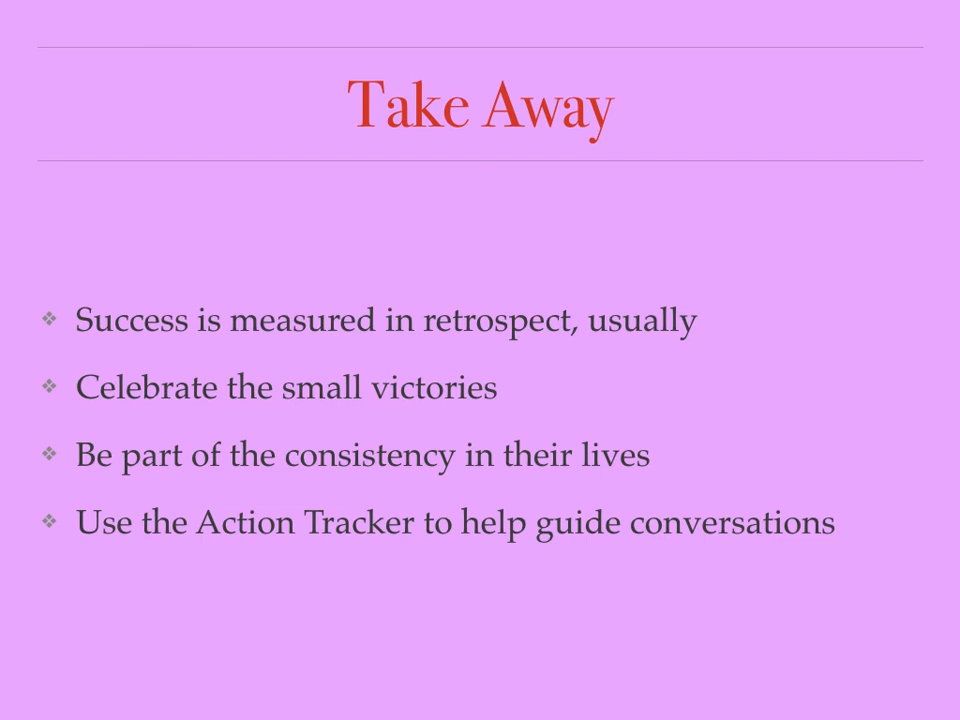 Take Away
❖ Success is measured in retrospect, usually
❖ Celebrate the small victories
❖ Be part of the consistency in their lives
❖ Use the Action Tracker to help guide conversations